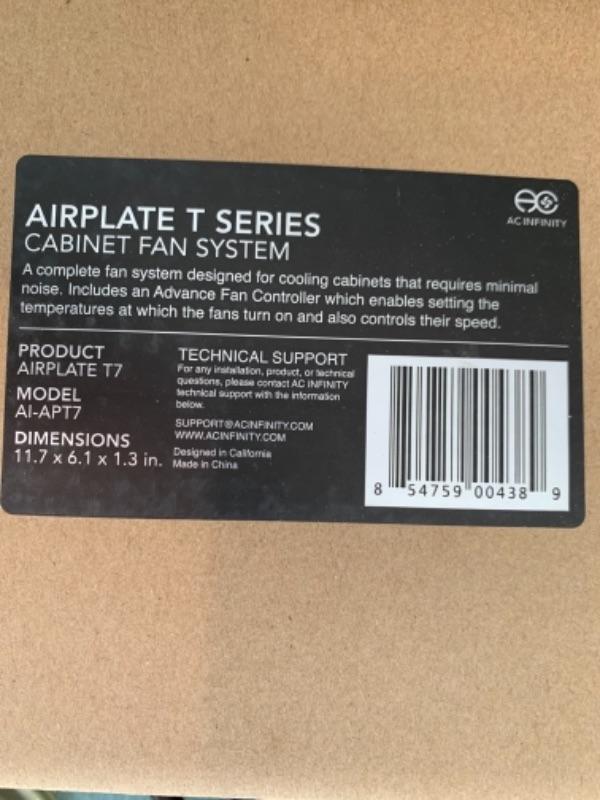 AC INFINITY
AIRPLATE T SERIES
CABINET FAN SYSTEM
A complete fan system designed for cooling cabinets that requires minimal
noise. Includes an Advance Fan Controller which enables setting the
temperatures at which the fans turn on and also controls their speed.
PRODUCT
AIRPLATE T7
MODEL
AI-APT7
DIMENSIONS
11.7 x 6.1 x 1.3 in.
TECHNICAL SUPPORT
For any installation, product, or technical
questions, please contact AC INFINITY
technical support with the information
below.
SUPPORT@ACINFINITY.COM
WWW.ACINFINITY.COM
Designed in California
Made in China
8 54759 00438 9